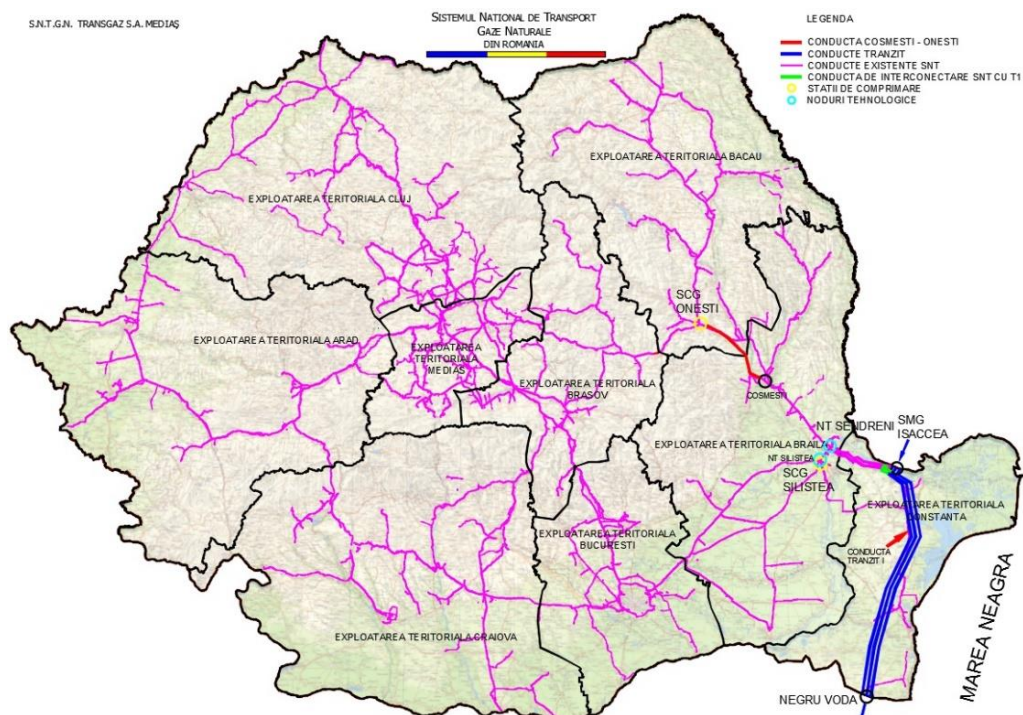 S.N.T.G.N. TRANSGAZ S.A. MEDIAȘ
SISTEMUL NATIONAL DE TRANSPORT
GAZE NATURALE
DIN ROMANIA
LEGENDA
CONDUCTA COSMESTI - ONESTI
CONDUCTE TRANZIT
CONDUCTE EXISTENTE SNT
CONDUCTA DE INTERCONECTARE SNT CU T1
STATII DE COMPRIMARE
NODURI TEHNOLOGICE
EXPLOATAREA TERITORIALA BACAU
EXPLOATAREA TERITORIALA CLUJ
SCG
ONESTI
EXPLOATAREA TERITORIALA ARAD
EXPLOATAREA
TERITORIALA
MEDIAS
EXPLOATAREA TERITORIALA
BRASOV
COSMESTI
NT SENDRENI
SMG
ISACCEA
EXPLOATAREA TERITORIALA BRAILA
NT SILISTEA
SCG
SILISTEA
EXPLOATAREA TERITORIALA
CONSTANTA
EXPLOATAREA TERITORIALA
BUCURESTI
CONDUCTA
TRANZIT I
EXPLOATAREA TERITORIALA CRAIOVA
MAREA NEAGRA
NEGRU VODA